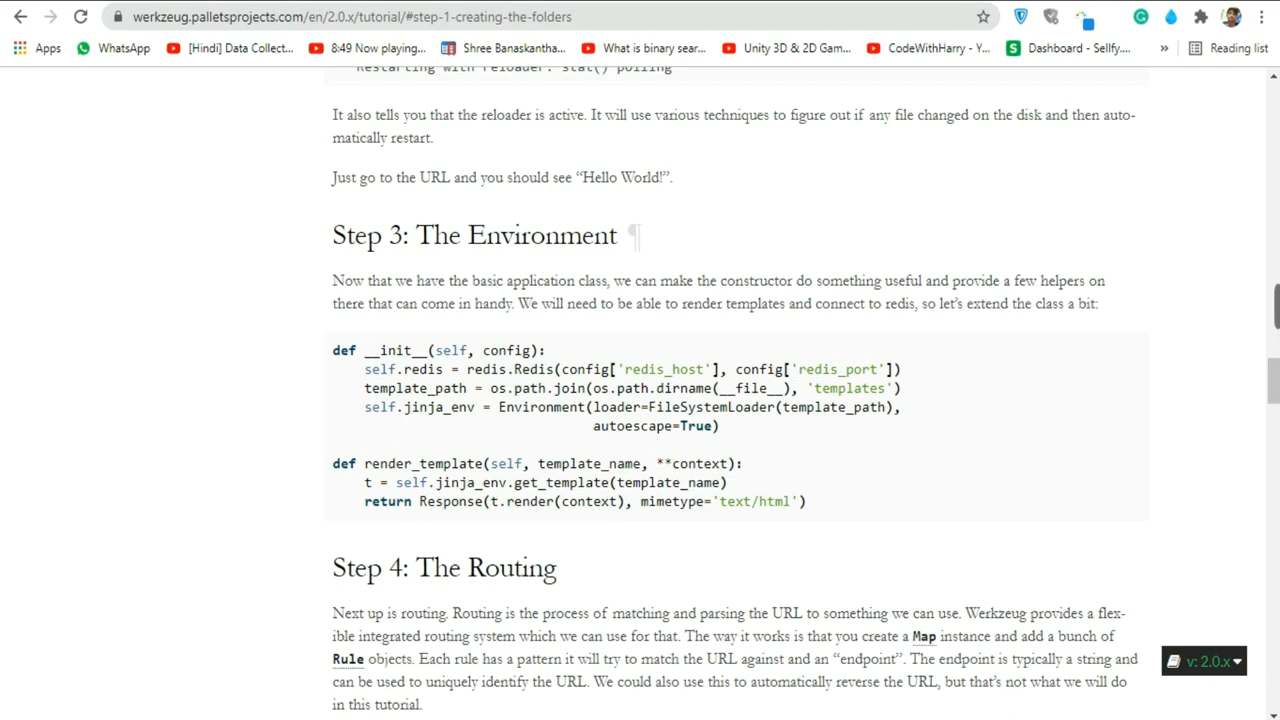 werkzeug.palletsprojects.com/en/2.0.x/tutorial/#step-1-creating-the-folders
Apps WhatsApp [Hindi] Data Collect... 8:49 Now playing... Shree Banaskantha... What is binary sear... Unity 3D & 2D Gam... CodeWithHarry - Y... S Dashboard - Sellfy.... » Reading list
Restarting with reloader: stat() polling
It also tells you that the reloader is active. It will use various techniques to figure out if any file changed on the disk and then auto-
matically restart.
Just go to the URL and you should see “Hello World!”.
Step 3: The Environment ¶
Now that we have the basic application class, we can make the constructor do something useful and provide a few helpers on
there that can come in handy. We will need to be able to render templates and connect to redis, so let’s extend the class a bit:
def __init__(self, config):
self.redis = redis.Redis(config['redis_host'], config['redis_port'])
template_path = os.path.join(os.path.dirname(__file__), 'templates')
self.jinja_env = Environment(loader=FileSystemLoader(template_path),
autoescape=True)
def render_template(self, template_name, **context):
t = self.jinja_env.get_template(template_name)
return Response(t.render(context), mimetype='text/html')
Step 4: The Routing
Next up is routing. Routing is the process of matching and parsing the URL to something we can use. Werkzeug provides a flex-
ible integrated routing system which we can use for that. The way it works is that you create a Map instance and add a bunch of
Rule objects. Each rule has a pattern it will try to match the URL against and an “endpoint”. The endpoint is typically a string and
can be used to uniquely identify the URL. We could also use this to automatically reverse the URL, but that’s not what we will do
in this tutorial.
v: 2.0.x